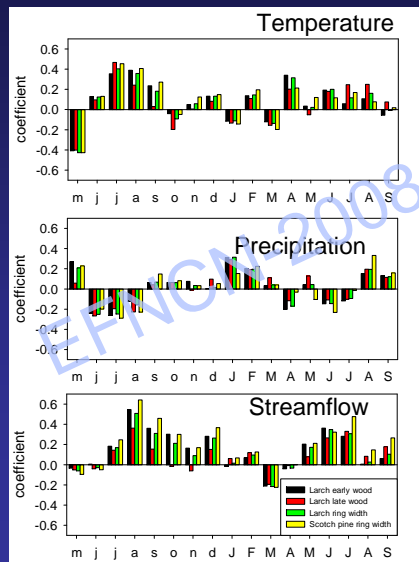 Temperature
0.6
0.4
0.2
0.0
-0.2
-0.4
-0.6
coefficient
m j j a s o n d J F M A M J J A S
Precipitation
0.6
0.4
0.2
0.0
-0.2
-0.4
-0.6
coefficient
m j j a s o n d J F M A M J J A S
Streamflow
0.6
0.4
0.2
0.0
-0.2
-0.4
-0.6
coefficient
Larch early wood
Larch late wood
Larch ring width
Scotch pine ring width
m j j a s o n d J F M A M J J A S
EFNCN-2008